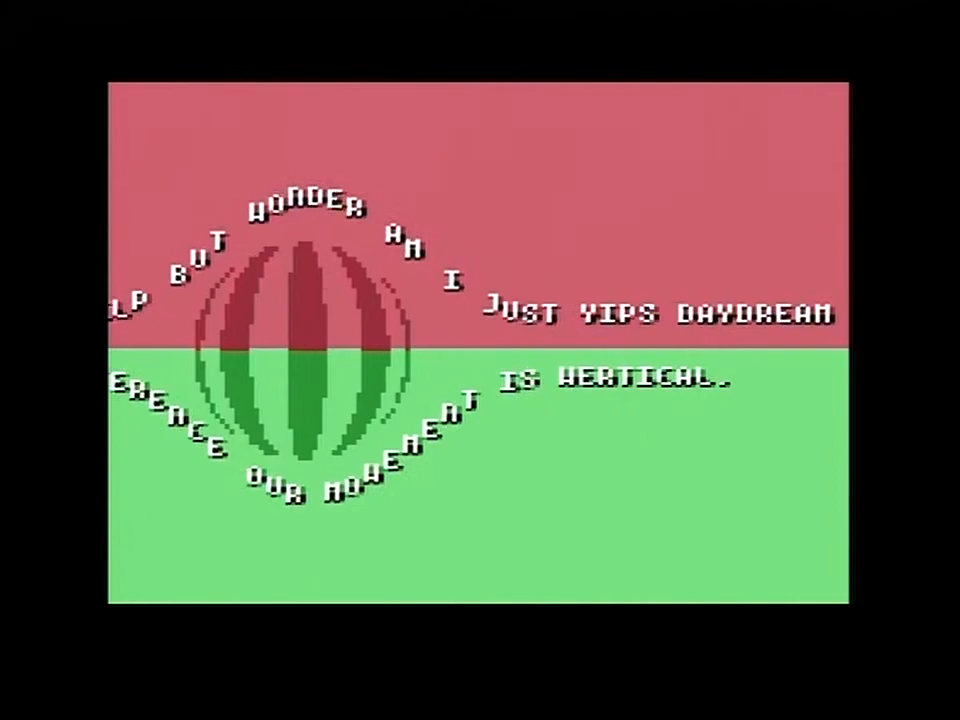 LP BUT WONDER AM I JUST YIPS DAYDREAM
ERENCE OUR MOVEMENT IS VERTICAL.